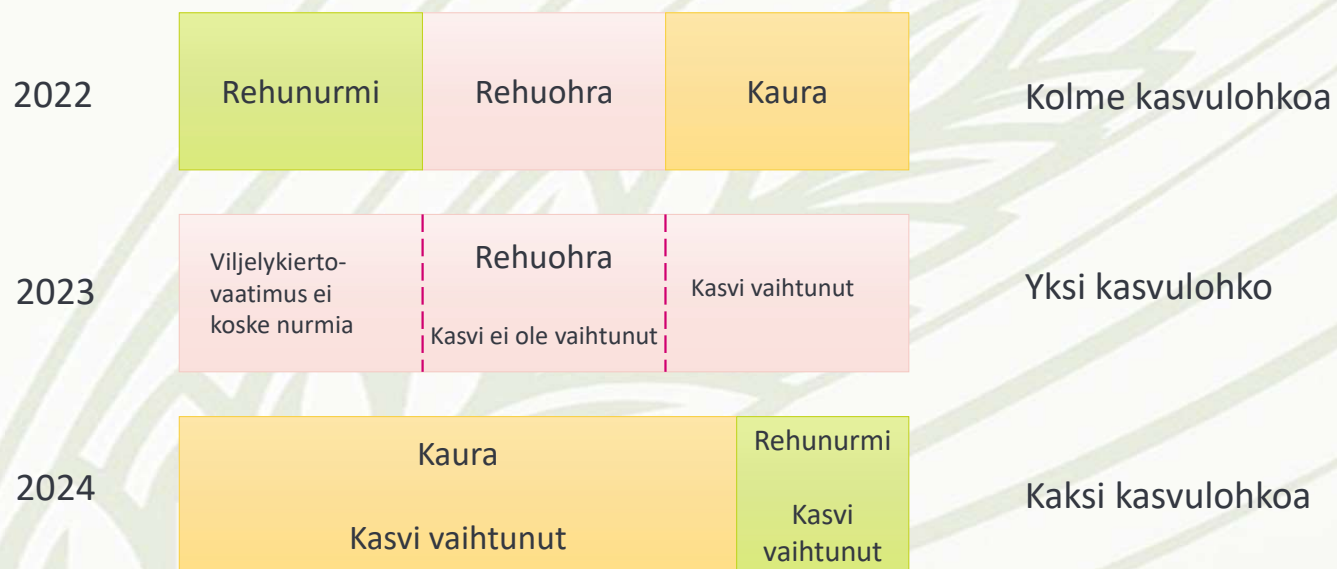 2022
Rehunurmi
Rehuohra
Kaura
Kolme kasvulohkoa
2023
Viljelykierto-
vaatimus ei
koske nurmia
Rehuohra
Kasvi ei ole vaihtunut
Kasvi vaihtunut
Yksi kasvulohko
2024
Kaura
Kasvi vaihtunut
Rehunurmi
Kasvi
vaihtunut
Kaksi kasvulohkoa